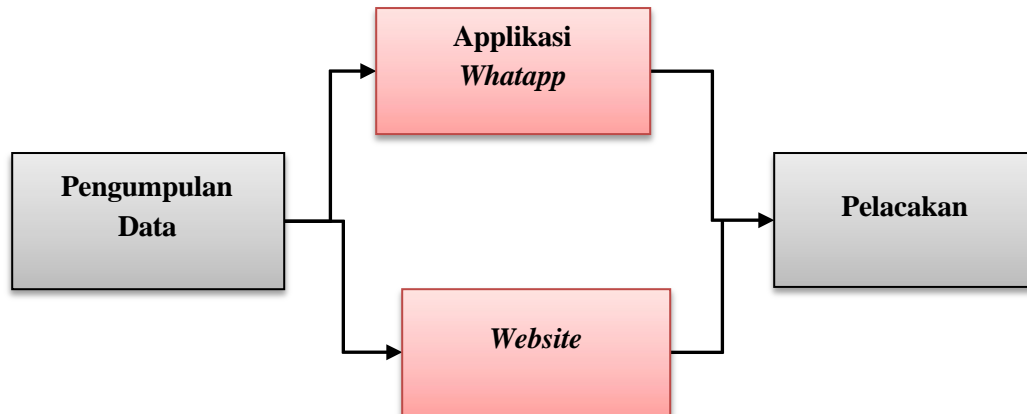 Applikasi
Whatapp
Pengumpulan
Data
Pelacakan
Website